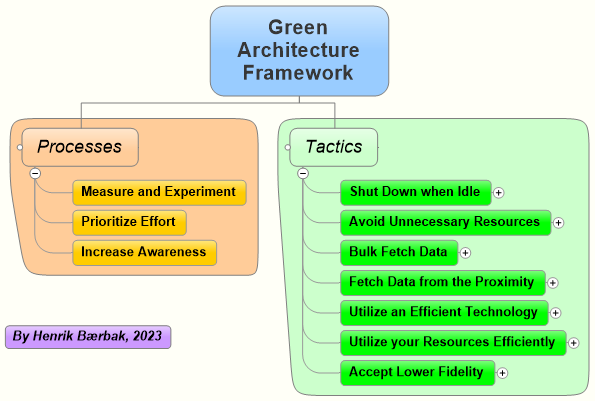 Green
Architecture
Framework
Processes
Measure and Experiment
Prioritize Effort
Increase Awareness
Tactics
Shut Down when Idle
Avoid Unnecessary Resources
Bulk Fetch Data
Fetch Data from the Proximity
Utilize an Efficient Technology
Utilize your Resources Efficiently
Accept Lower Fidelity
By Henrik Bærbak, 2023